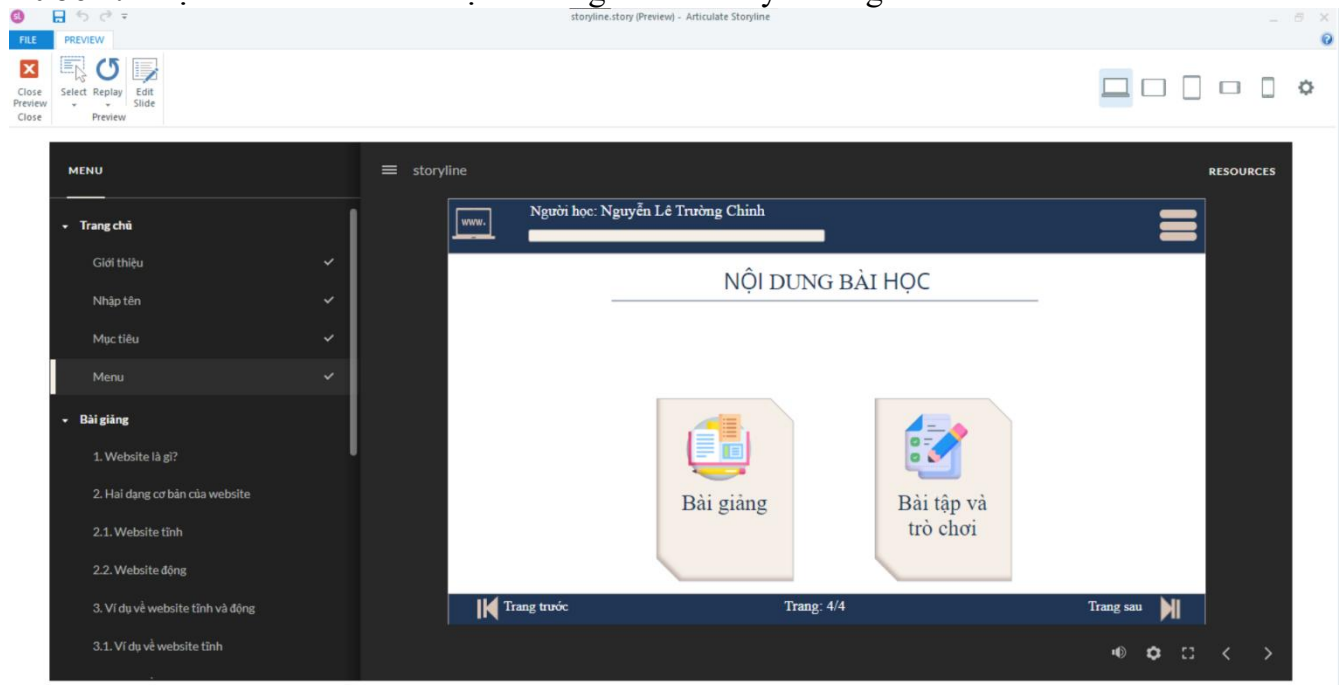 storyline.story (Preview) - Articulate Storyline
FILE PREVIEW
Close Preview
Select
Replay
Edit Slide
Close
Preview
MENU
storyline
RESOURCES
Trang chủ
Giới thiệu
Nhập tên
Mục tiêu
Menu
Bài giảng
1. Website là gì?
2. Hai dạng cơ bản của website
2.1. Website tĩnh
2.2. Website động
3. Ví dụ về website tĩnh và động
3.1. Ví dụ về website tĩnh
www.
Người học: Nguyễn Lê Trường Chinh
NỘI DUNG BÀI HỌC
Bài giảng
Bài tập và
trò chơi
Trang trước
Trang: 4/4
Trang sau